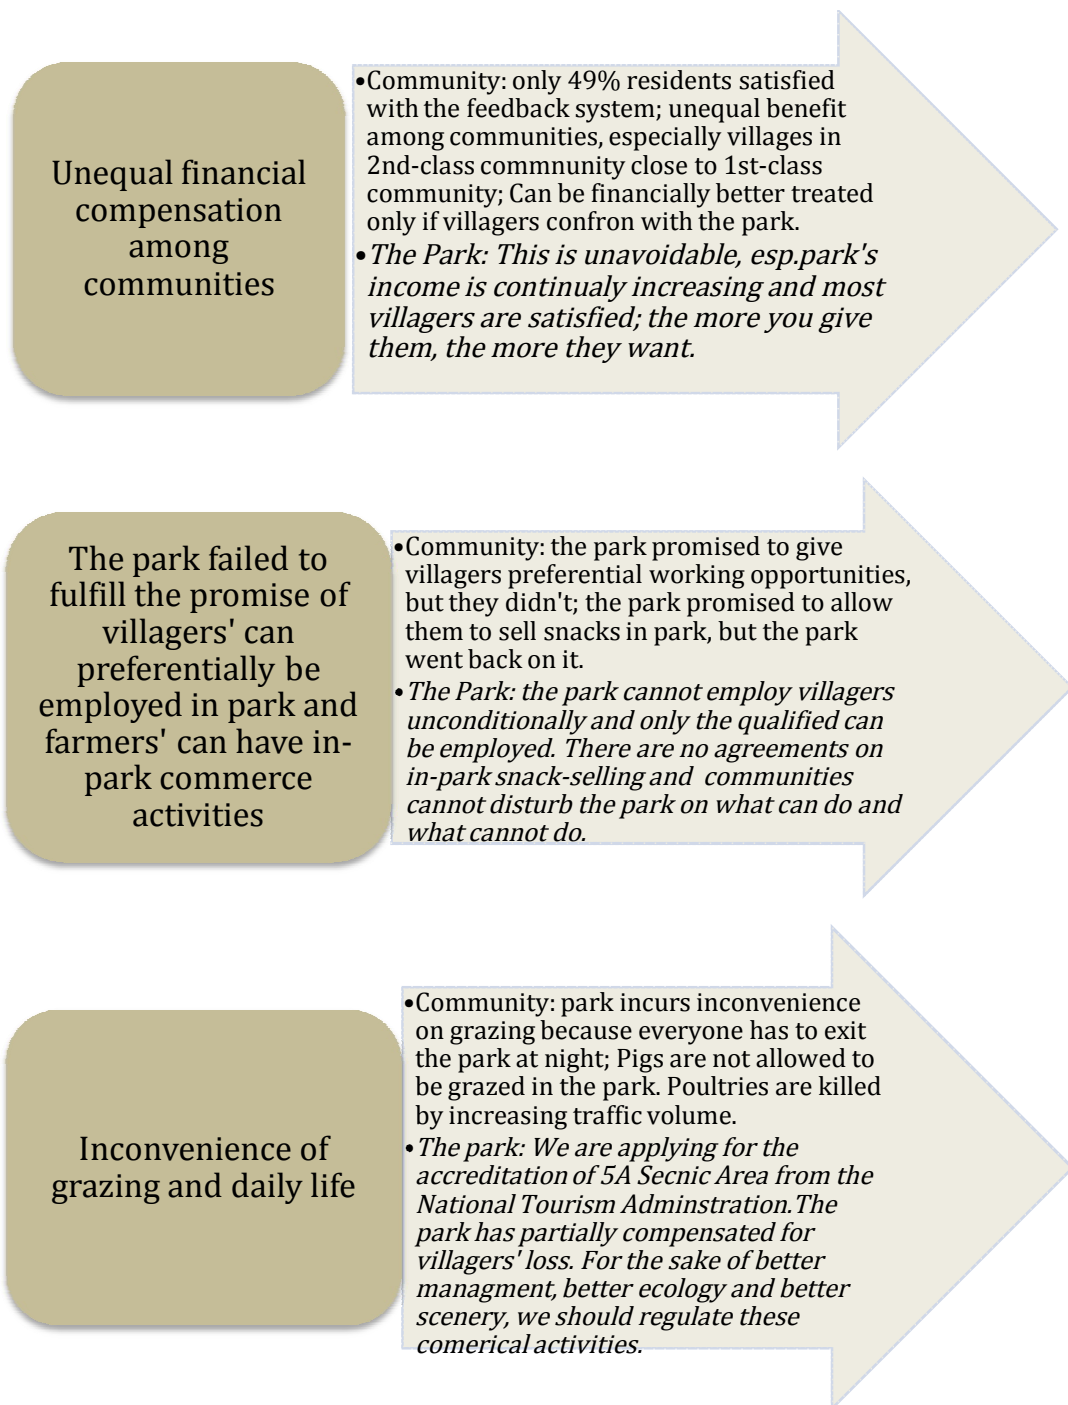 Unequal financial
compensation
among
communities
•Community: only 49% residents satisfied
with the feedback system; unequal benefit
among communities, especially villages in
2nd-class commnunity close to 1st-class
community; Can be financially better treated
only if villagers confron with the park.
•The Park: This is unavoidable, esp.park's
income is continualy increasing and most
villagers are satisfied; the more you give
them, the more they want.
The park failed to
fulfill the promise of
villagers' can
preferentially be
employed in park and
farmers' can have in-
park commerce
activities
•Community: the park promised to give
villagers preferential working opportunities,
but they didn't; the park promised to allow
them to sell snacks in park, but the park
went back on it.
•The Park: the park cannot employ villagers
unconditionally and only the qualified can
be employed. There are no agreements on
in-park snack-selling and communities
cannot disturb the park on what can do and
what cannot do.
Inconvenience of
grazing and daily life
•Community: park incurs inconvenience
on grazing because everyone has to exit
the park at night; Pigs are not allowed to
be grazed in the park. Poultries are killed
by increasing traffic volume.
•The park: We are applying for the
accreditation of 5A Secnic Area from the
National Tourism Adminstration.The
park has partially compensated for
villagers' loss. For the sake of better
managment, better ecology and better
scenery, we should regulate these
comerical activities.